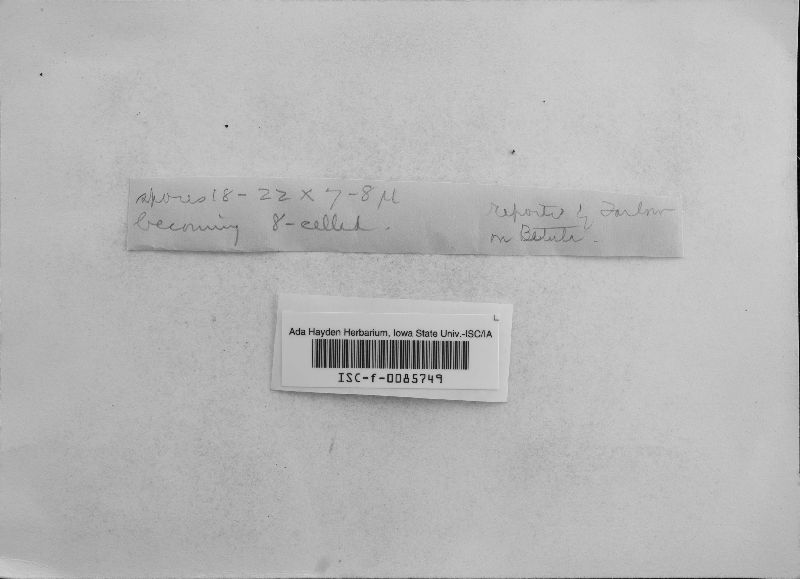 spores 18-22 x 7-8 µ
becoming 8-celled.
reported by Farlow
on Betula.
L
Ada Hayden Herbarium, Iowa State Univ.-ISC/IA
ISC-f-0085749